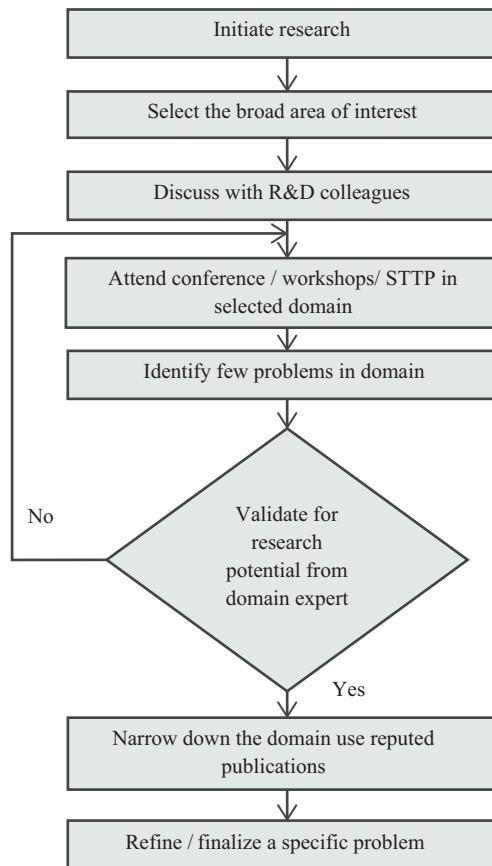 Initiate research
Select the broad area of interest
Discuss with R&D colleagues
Attend conference / workshops/ STTP in
selected domain
Identify few problems in domain
No
Validate for
research
potential from
domain expert
Yes
Narrow down the domain use reputed
publications
Refine / finalize a specific problem